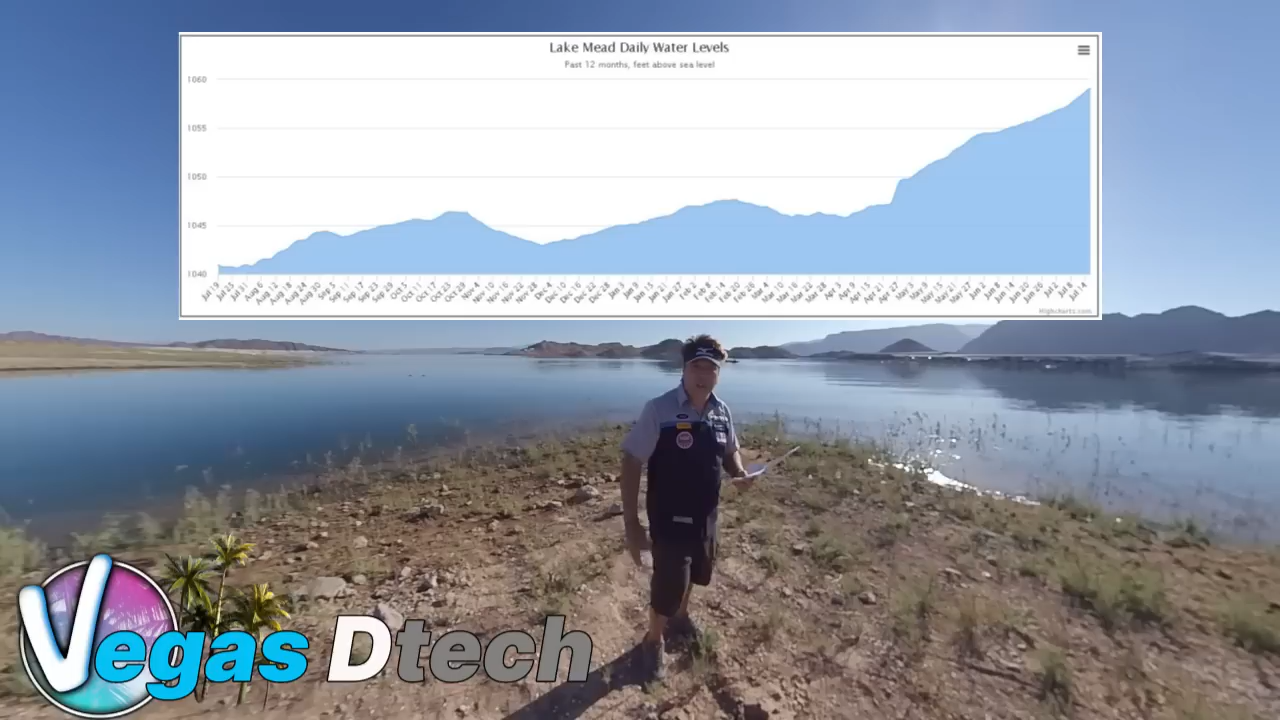 Lake Mead Daily Water Levels
Past 12 months, feet above sea level
1060
1055
1050
1045
1040
Jul 19 Jul 25 Jul 31 Aug 6 Aug 12 Aug 18 Aug 24 Aug 30 Sep 5 Sep 11 Sep 17 Sep 23 Sep 29 Oct 5 Oct 11 Oct 17 Oct 23 Oct 29 Nov 4 Nov 10 Nov 16 Nov 22 Nov 28 Dec 4 Dec 10 Dec 16 Dec 22 Dec 28 Jan 3 Jan 9 Jan 15 Jan 21 Jan 27 Feb 2 Feb 8 Feb 14 Feb 20 Feb 26 Mar 4 Mar 10 Mar 16 Mar 22 Mar 28 Apr 3 Apr 9 Apr 15 Apr 21 Apr 27 May 3 May 9 May 15 May 21 May 27 Jun 2 Jun 8 Jun 14 Jun 20 Jun 26 Jul 2 Jul 8 Jul 14
Highcharts.com
Vegas Dtech